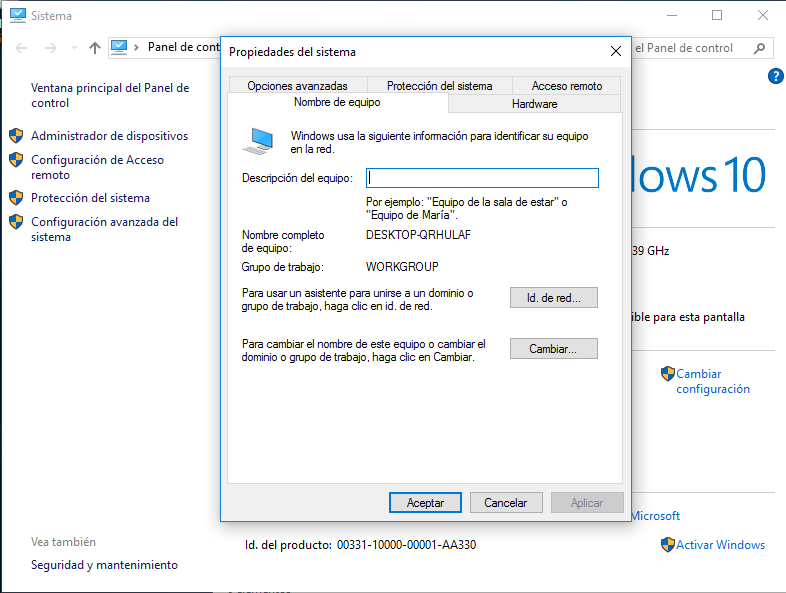 Sistema
Panel de cont
el Panel de control
Ventana principal del Panel de
control
Administrador de dispositivos
Configuración de Acceso
remoto
Protección del sistema
Configuración avanzada del
sistema
Vea también
Seguridad y mantenimiento
Propiedades del sistema
Opciones avanzadas
Protección del sistema
Acceso remoto
Nombre de equipo
Hardware
Windows usa la siguiente información para identificar su equipo
en la red.
Descripción del equipo:
Por ejemplo: "Equipo de la sala de estar" o
"Equipo de María".
Nombre completo
de equipo:
DESKTOP-QRHULAF
Grupo de trabajo:
WORKGROUP
Para usar un asistente para unirse a un dominio o
grupo de trabajo, haga clic en id. de red.
Id. de red...
Para cambiar el nombre de este equipo o cambiar el
dominio o grupo de trabajo, haga clic en Cambiar.
Cambiar...
Aceptar
Cancelar
Aplicar
?
dows 10
39 GHz
ible para esta pantalla
Cambiar
configuración
Microsoft
Id. del producto: 00331-10000-00001-AA330
Activar Windows